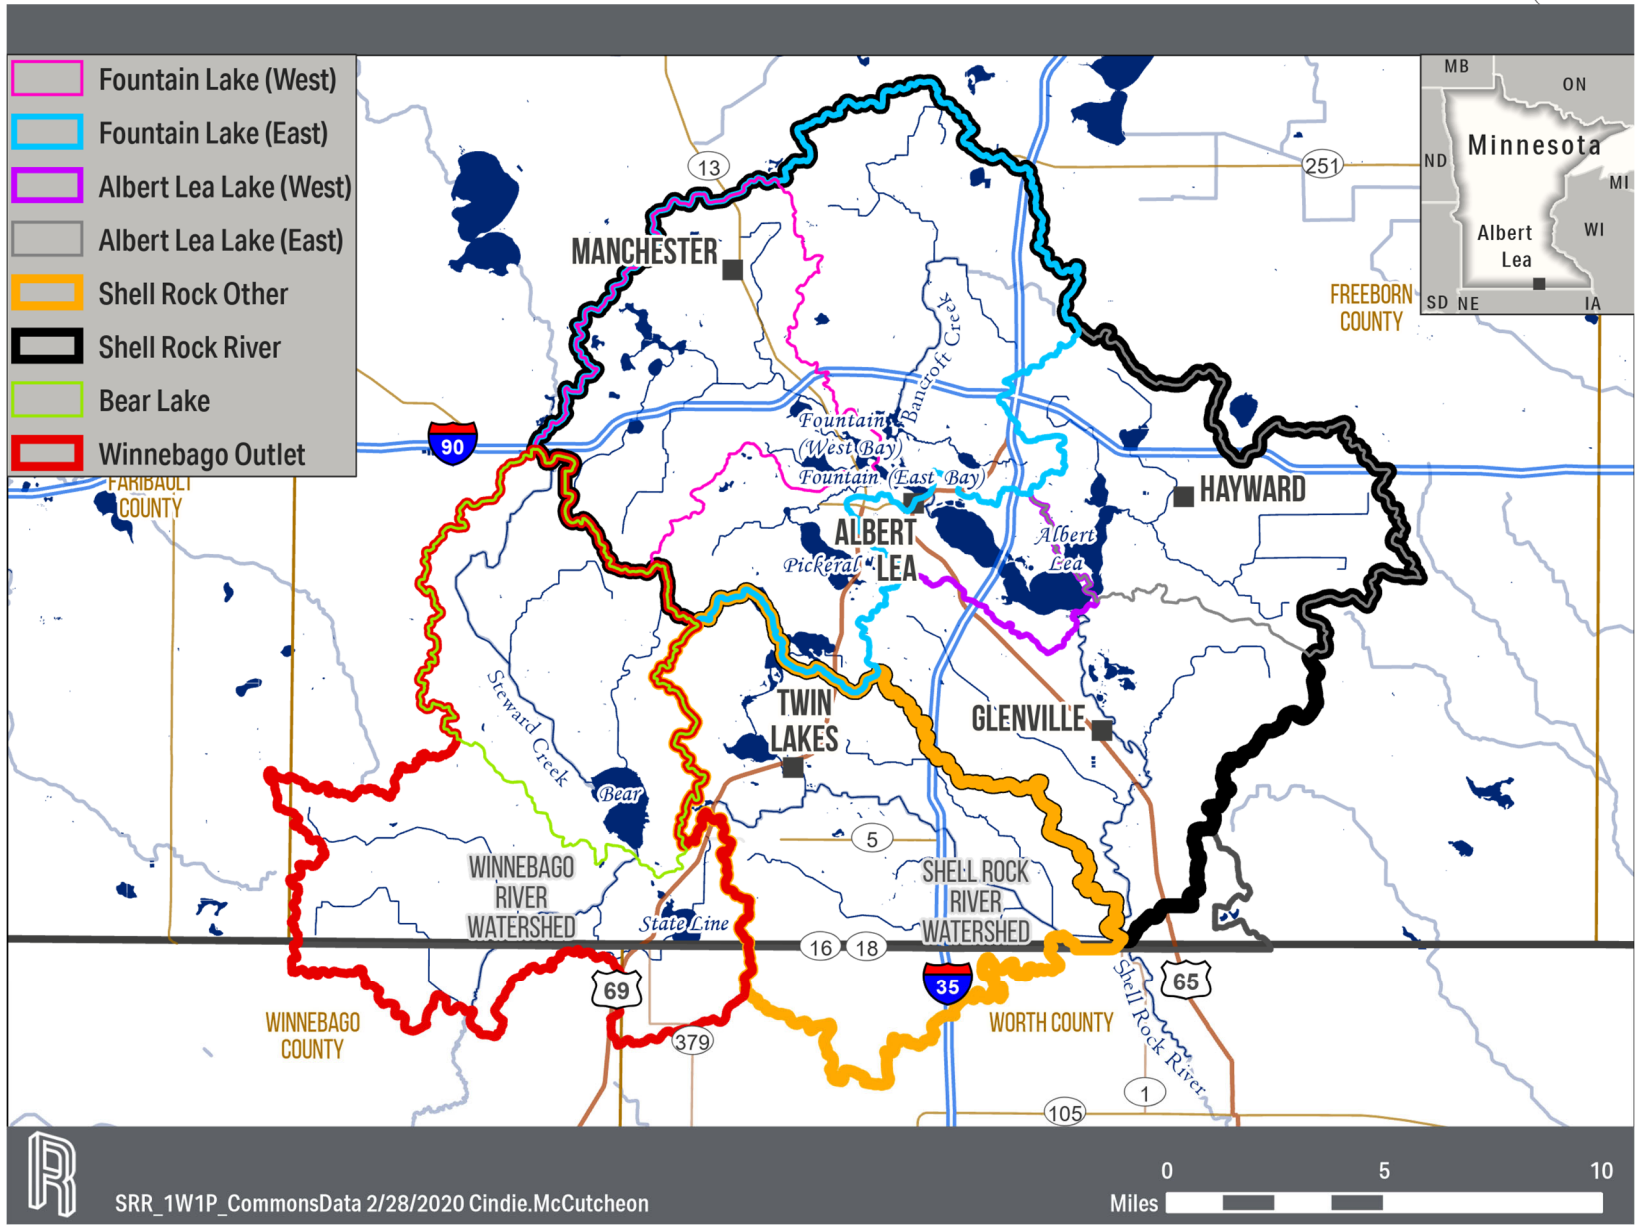 Fountain Lake (West)
Fountain Lake (East)
Albert Lea Lake (West)
Albert Lea Lake (East)
Shell Rock Other
Shell Rock River
Bear Lake
Winnebago Outlet
MB
ON
Minnesota
ND
MI
WI
Albert
Lea
SD
NE
IA
13
251
MANCHESTER
FREEBORN
COUNTY
Bancroft Creek
90
Fountain
(West Bay)
Fountain (East Bay)
FARIBAULT
COUNTY
HAYWARD
ALBERT
LEA
Albert
Lea
Pickeral
Steward Creek
TWIN
LAKES
GLENVILLE
Bear
5
WINNEBAGO
RIVER
WATERSHED
SHELL ROCK
RIVER
WATERSHED
State Line
16
18
69
35
65
Shell Rock River
WINNEBAGO
COUNTY
WORTH COUNTY
379
1
105
R
SRR_1W1P_CommonsData 2/28/2020 Cindie.McCutcheon
0
5
10
Miles